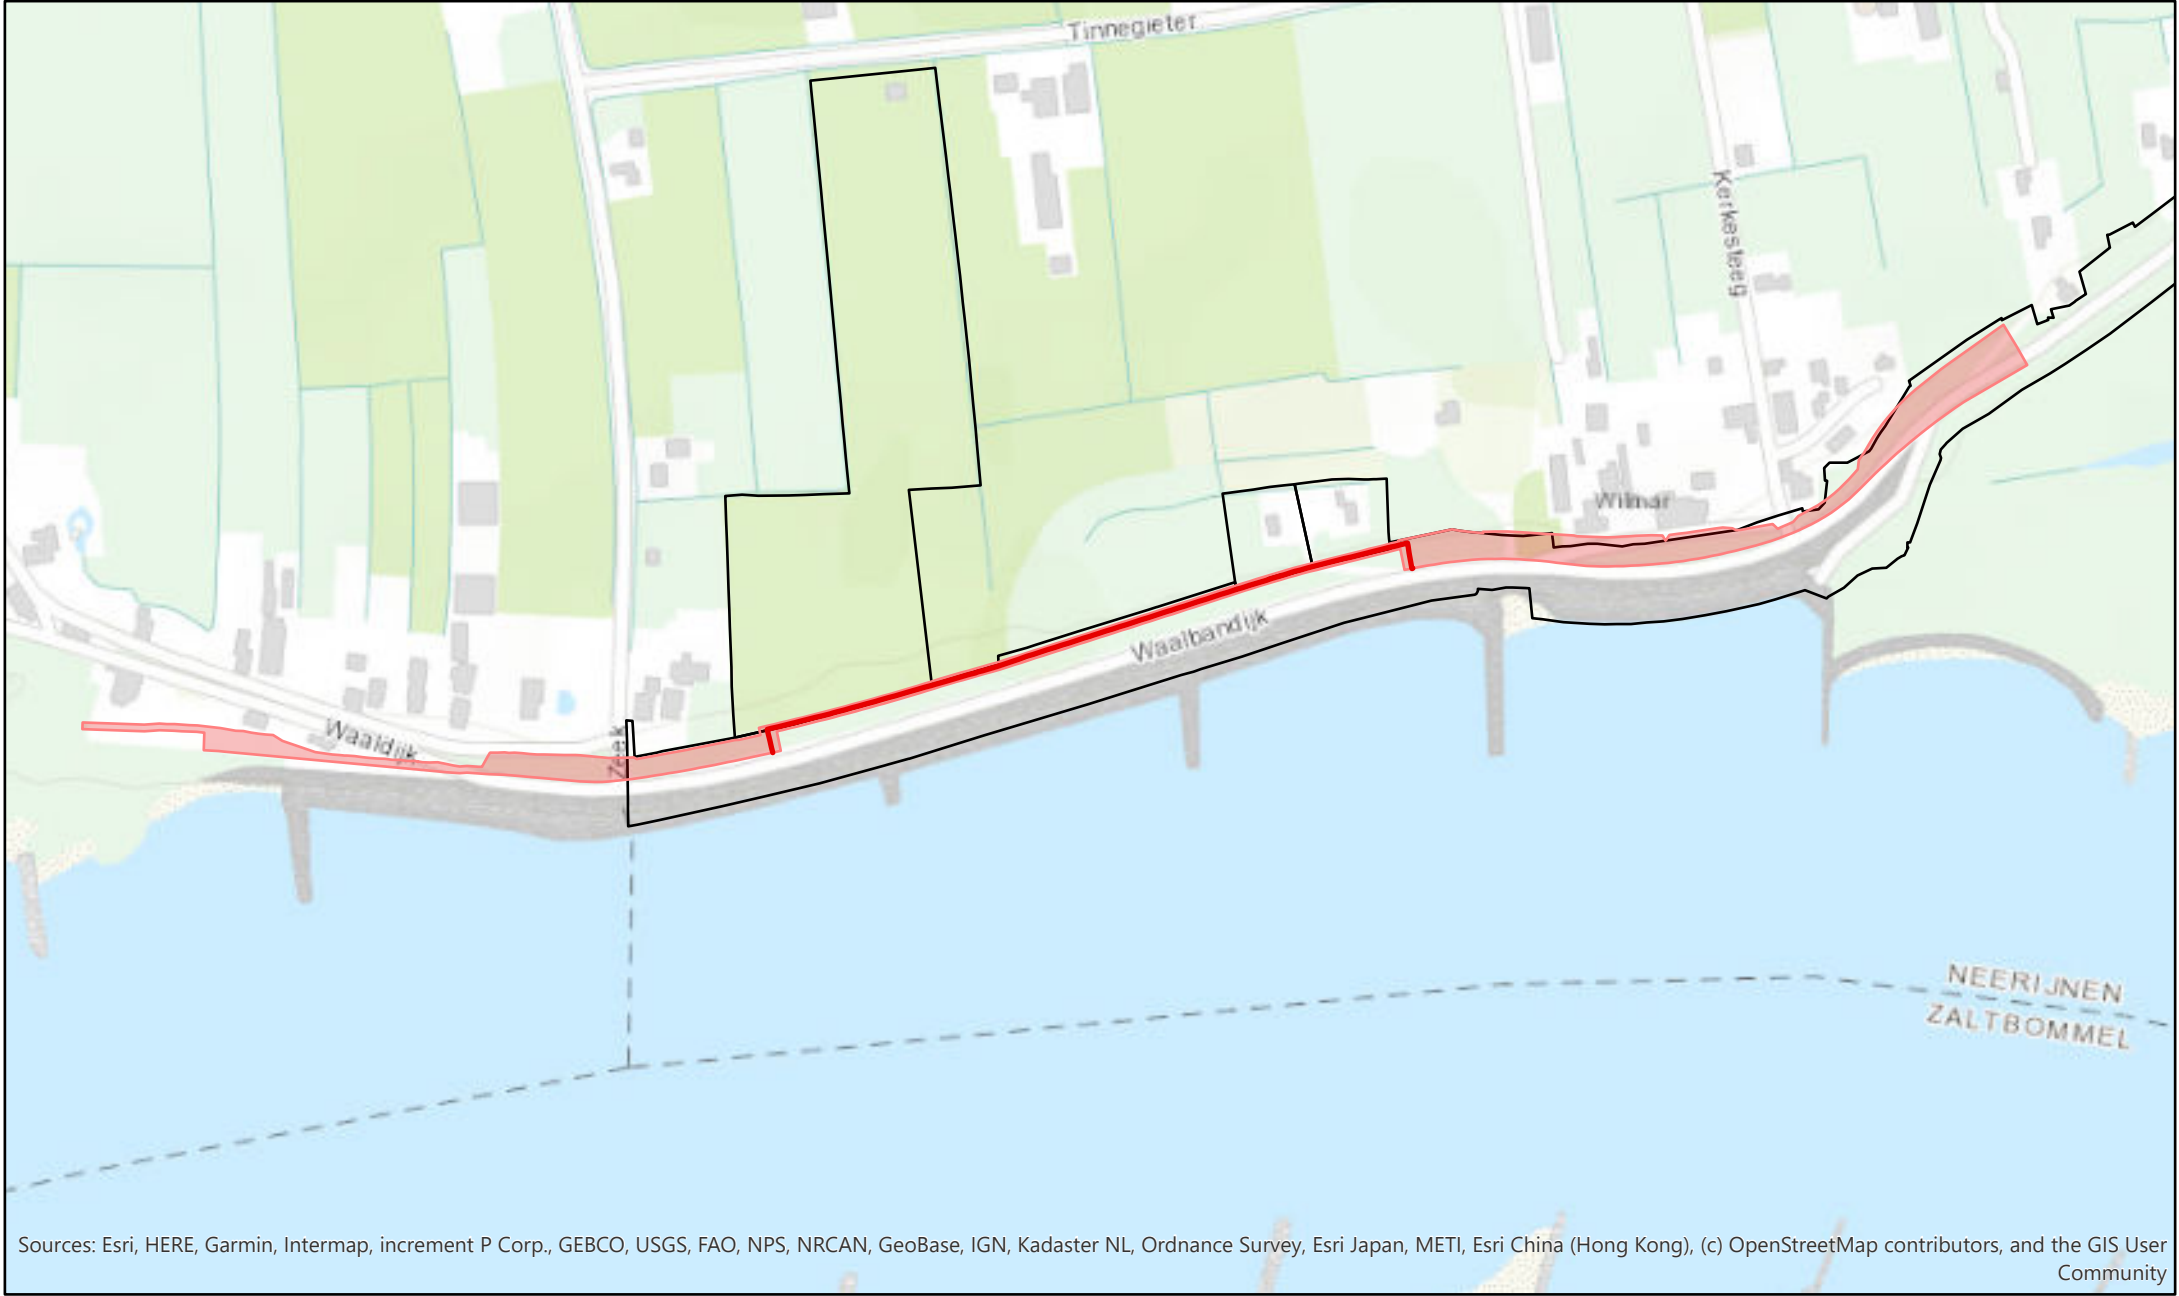 Tinnegieter
Kerkesteeg
Wilmar
Waalbandijk
Waaldijk
Zeek
NEERIJNEN
ZALTBOMMEL
Sources: Esri, HERE, Garmin, Intermap, increment P Corp., GEBCO, USGS, FAO, NPS, NRCAN, GeoBase, IGN, Kadaster NL, Ordnance Survey, Esri Japan, METI, Esri China (Hong Kong), (c) OpenStreetMap contributors, and the GIS User
Community